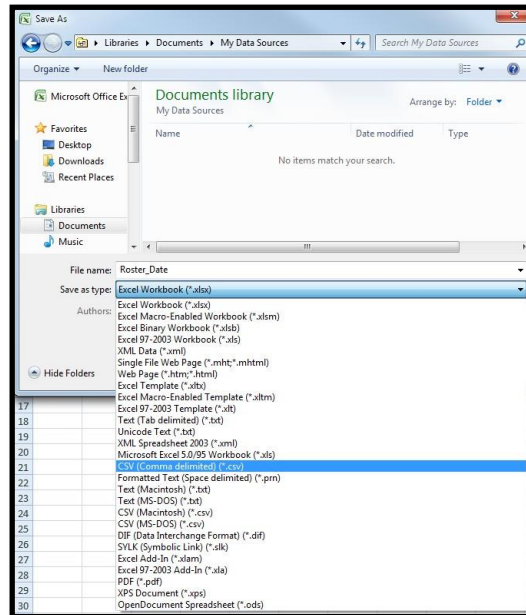 Save As
Libraries Documents My Data Sources Search My Data Sources
Organize New folder
Microsoft Office Ex
Documents library
My Data Sources
Arrange by: Folder
Favorites
Desktop
Downloads
Recent Places
Name Date modified Type
No items match your search.
Libraries
Documents
Music
File name: Roster_Date
Save as type: Excel Workbook (*.xlsx)
Authors:
Excel Workbook (*.xlsx)
Excel Macro-Enabled Workbook (*.xlsm)
Excel Binary Workbook (*.xlsb)
Excel 97-2003 Workbook (*.xls)
XML Data (*.xml)
Single File Web Page (*.mht;*.mhtml)
Web Page (*.htm;*.html)
Excel Template (*.xltx)
Excel Macro-Enabled Template (*.xltm)
Excel 97-2003 Template (*.xlt)
Text (Tab delimited) (*.txt)
Unicode Text (*.txt)
XML Spreadsheet 2003 (*.xml)
Microsoft Excel 5.0/95 Workbook (*.xls)
CSV (Comma delimited) (*.csv)
Formatted Text (Space delimited) (*.prn)
Text (Macintosh) (*.txt)
Text (MS-DOS) (*.txt)
CSV (Macintosh) (*.csv)
CSV (MS-DOS) (*.csv)
DIF (Data Interchange Format) (*.dif)
SYLK (Symbolic Link) (*.slk)
Excel Add-In (*.xlam)
Excel 97-2003 Add-In (*.xla)
PDF (*.pdf)
XPS Document (*.xps)
OpenDocument Spreadsheet (*.ods)
Hide Folders
17
18
19
20
21
22
23
24
25
26
27
28
29
30